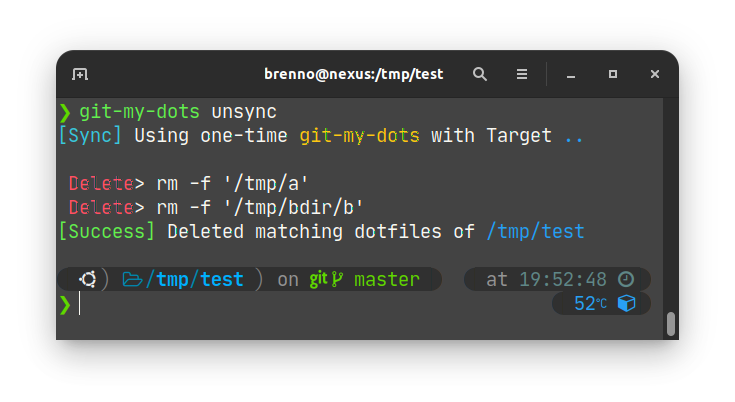 brenno@nexus:/tmp/test
❯ git-my-dots unsync
[Sync] Using one-time git-my-dots with Target ..
Delete> rm -f '/tmp/a'
Delete> rm -f '/tmp/bdir/b'
[Success] Deleted matching dotfiles of /tmp/test
) /tmp/test ) on git master at 19:52:48
❯ 52°C